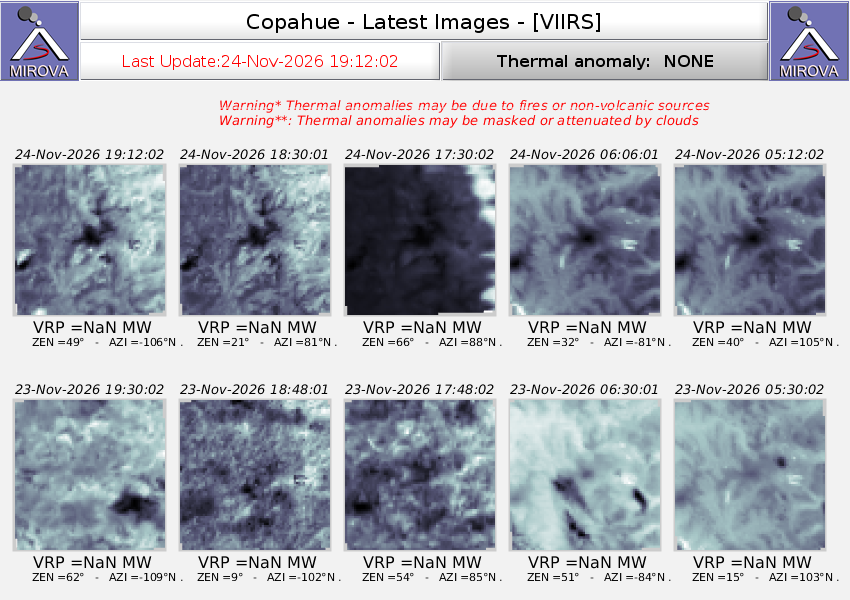 Copahue - Latest Images - [VIIRS]
Last Update:24-Nov-2026 19:12:02
Thermal anomaly: NONE
MIROVA
MIROVA
Warning* Thermal anomalies may be due to fires or non-volcanic sources
Warning**: Thermal anomalies may be masked or attenuated by clouds
24-Nov-2026 19:12:02 24-Nov-2026 18:30:01 24-Nov-2026 17:30:02 24-Nov-2026 06:06:01 24-Nov-2026 05:12:02
VRP =NaN MW VRP =NaN MW VRP =NaN MW VRP =NaN MW VRP =NaN MW
ZEN =49° - AZI =-106°N . ZEN =21° - AZI =81°N . ZEN =66° - AZI =88°N . ZEN =32° - AZI =-81°N . ZEN =40° - AZI =105°N .
23-Nov-2026 19:30:02 23-Nov-2026 18:48:01 23-Nov-2026 17:48:02 23-Nov-2026 06:30:01 23-Nov-2026 05:30:02
VRP =NaN MW VRP =NaN MW VRP =NaN MW VRP =NaN MW VRP =NaN MW
ZEN =62° - AZI =-109°N . ZEN =9° - AZI =-102°N . ZEN =54° - AZI =85°N . ZEN =51° - AZI =-84°N . ZEN =15° - AZI =103°N .